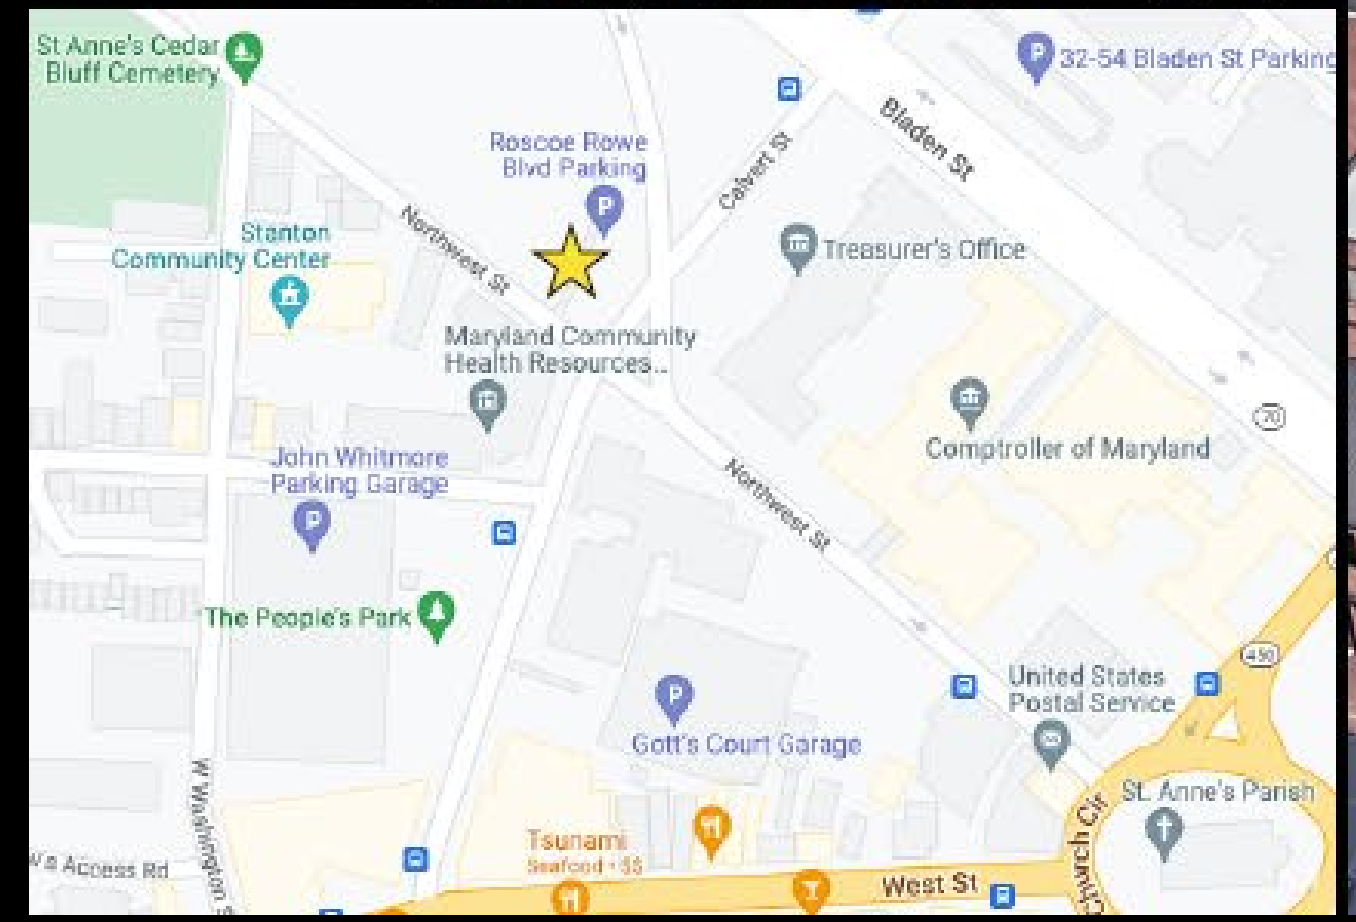 St Anne's Cedar
Bluff Cemetery
P
32-54 Bladen St Parking
Bladen St
Roscoe Rowe
Blvd Parking
P
Calvert St
Northwest St
Stanton
Community Center
Treasurer's Office
Maryland Community
Health Resources...
Comptroller of Maryland
70
John Whitmore
Parking Garage
P
Northwest St
The People's Park
450
United States
Postal Service
P
Gott's Court Garage
St. Anne's Parish
W Washington S
Church Cir
Tsunami
Seafood · $$
Access Rd
West St